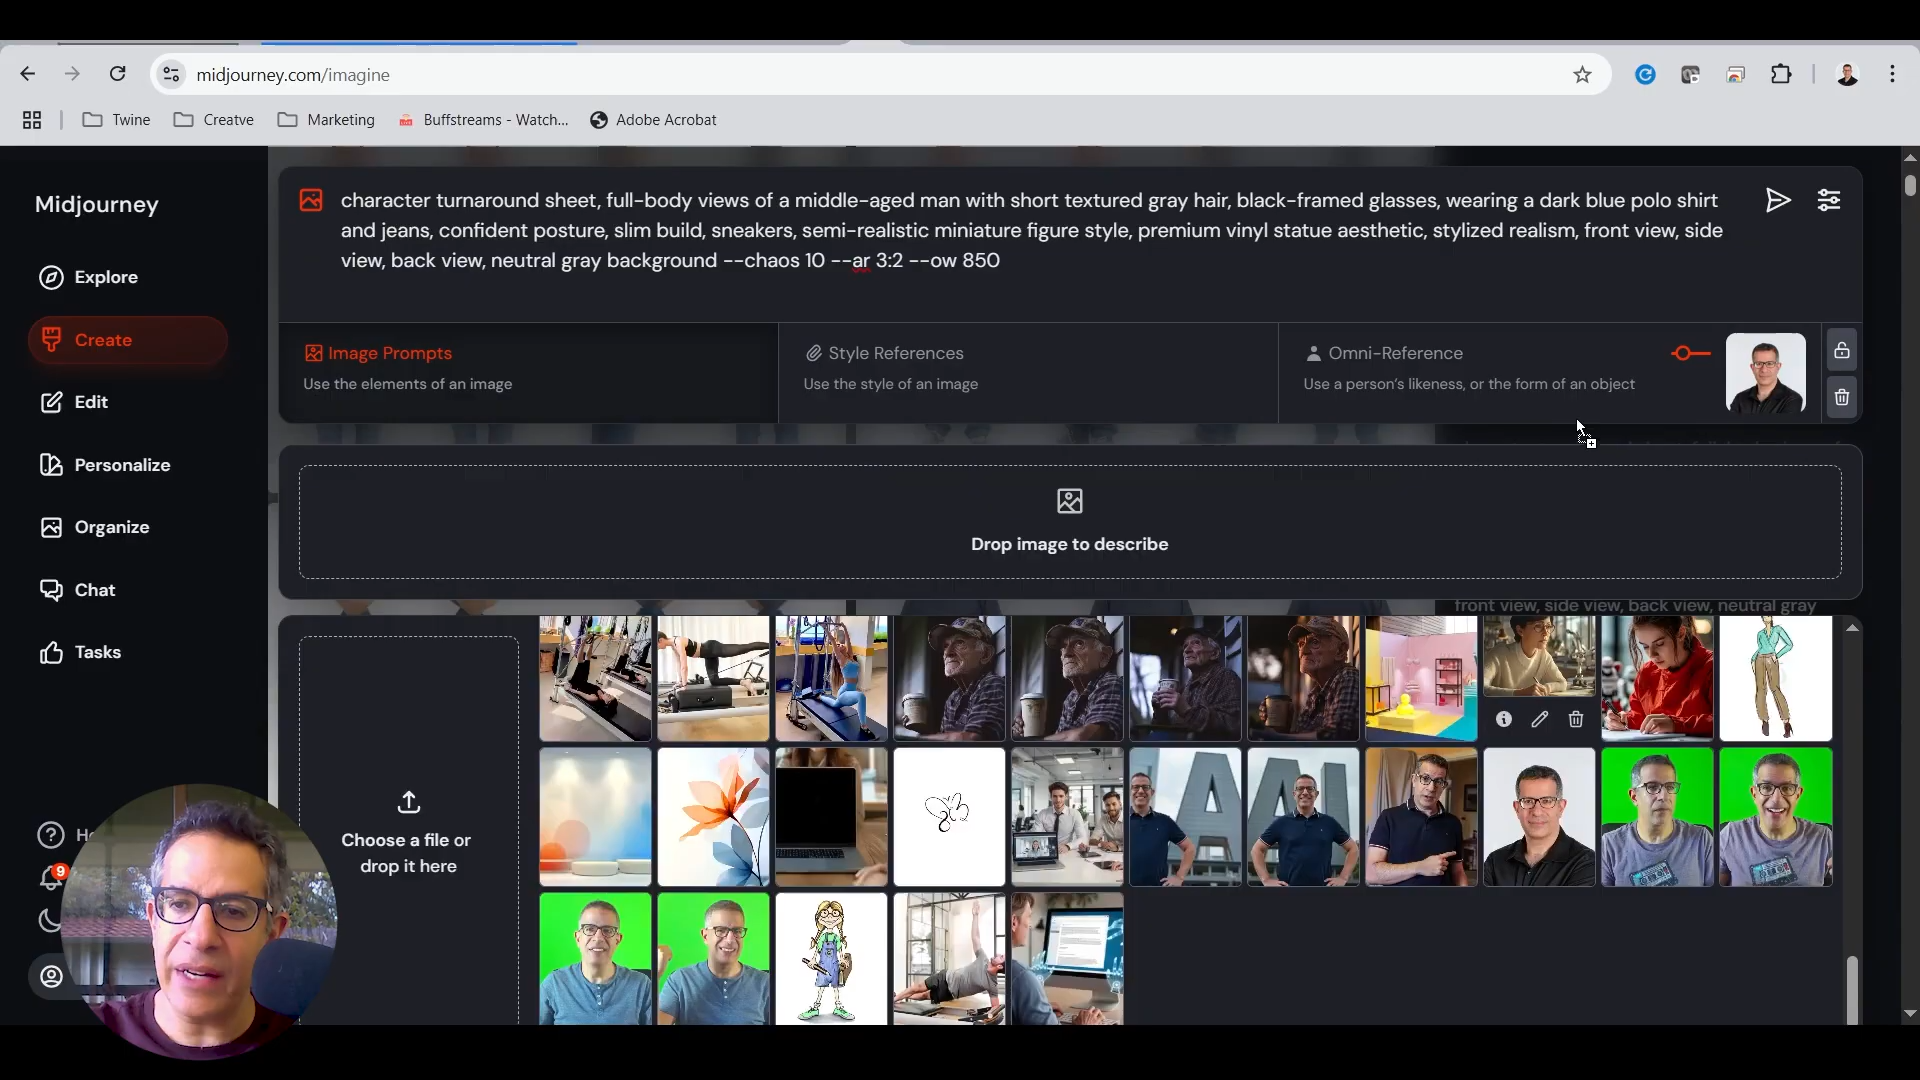 midjourney.com/imagine
Twine
Creatve
Marketing
Buffstreams - Watch...
Adobe Acrobat
Midjourney
character turnaround sheet, full-body views of a middle-aged man with short textured gray hair, black-framed glasses, wearing a dark blue polo shirt
and jeans, confident posture, slim build, sneakers, semi-realistic miniature figure style, premium vinyl statue aesthetic, stylized realism, front view, side
view, back view, neutral gray background --chaos 10 --ar 3:2 --ow 850
Explore
Create
Edit
Personalize
Organize
Chat
Tasks
9
Image Prompts
Use the elements of an image
Style References
Use the style of an image
Omni-Reference
Use a person's likeness, or the form of an object
Drop image to describe
front view, side view, back view, neutral gray
Choose a file or
drop it here